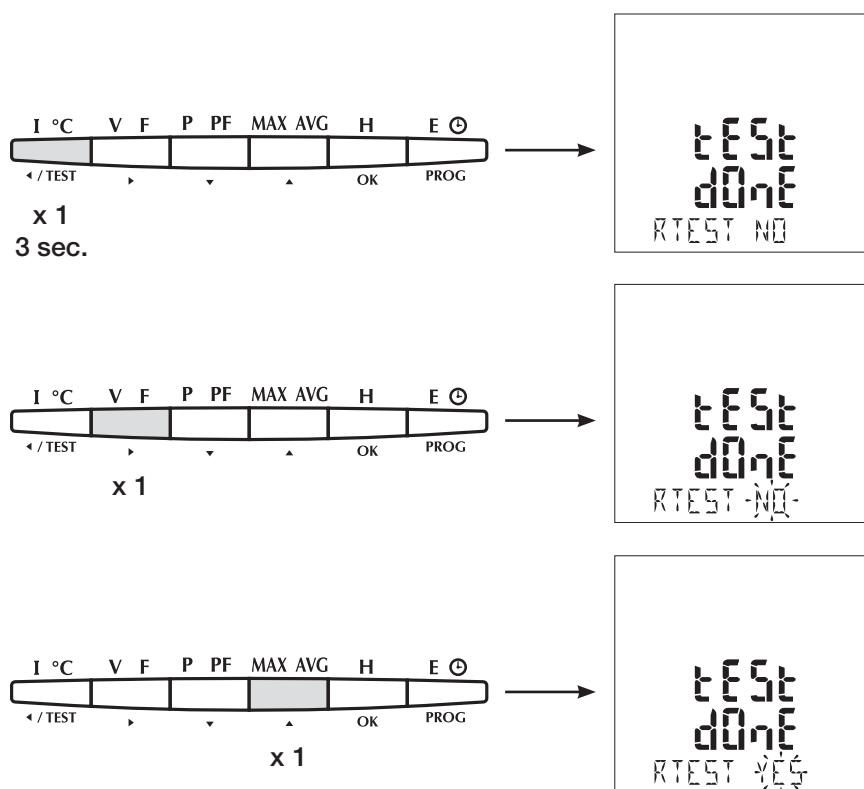 I °C V F P PF MAX AVG H E
/ TEST OK PROG
x 1
3 sec.
tESt
dOnE
RTEST NO
I °C V F P PF MAX AVG H E
/ TEST OK PROG
x 1
tESt
dOnE
RTEST NO
I °C V F P PF MAX AVG H E
/ TEST OK PROG
x 1
tESt
dOnE
RTEST YES